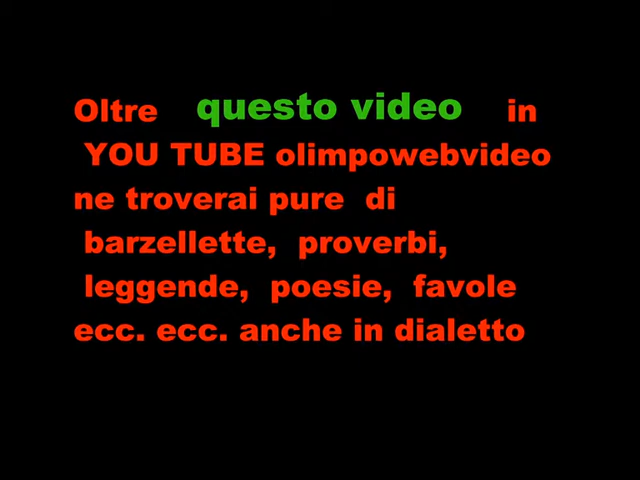 Oltre questo video in
YOU TUBE olimpowebvideo
ne troverai pure di
barzellette, proverbi,
leggende, poesie, favole
ecc. ecc. anche in dialetto